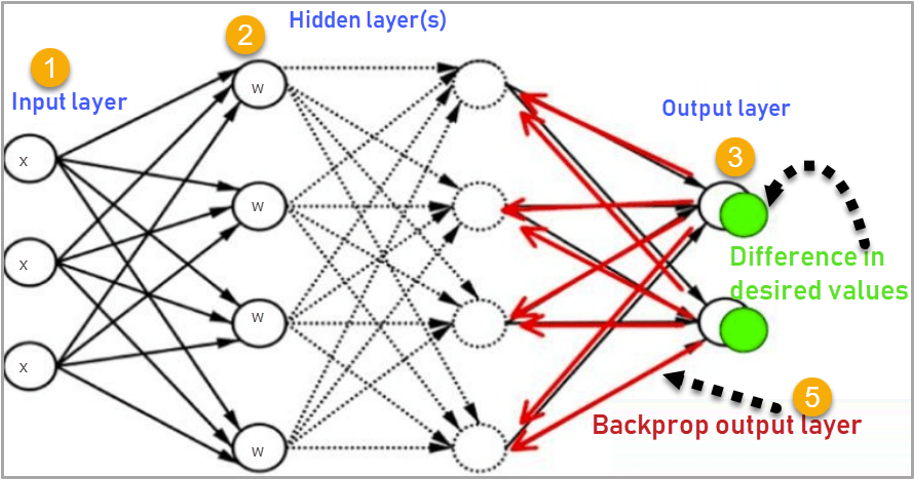 1
Input layer
2
Hidden layer(s)
Output layer
3
x
x
x
w
w
w
w
Difference in
desired values
5
Backprop output layer